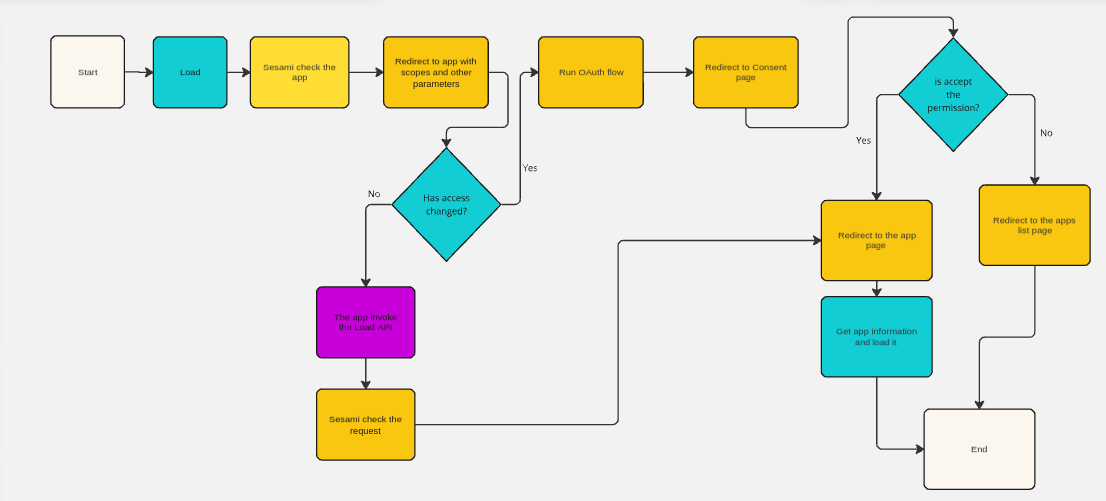 Start
Load
Sesami check the
app
Redirect to app with
scopes and other
parameters
Run OAuth flow
Redirect to Consent
page
is accept
the
permission?
Yes
No
Has access
changed?
No
Yes
Redirect to the app
page
Redirect to the apps
list page
The app invoke
the Load API
Get app information
and load it
Sesami check the
request
End